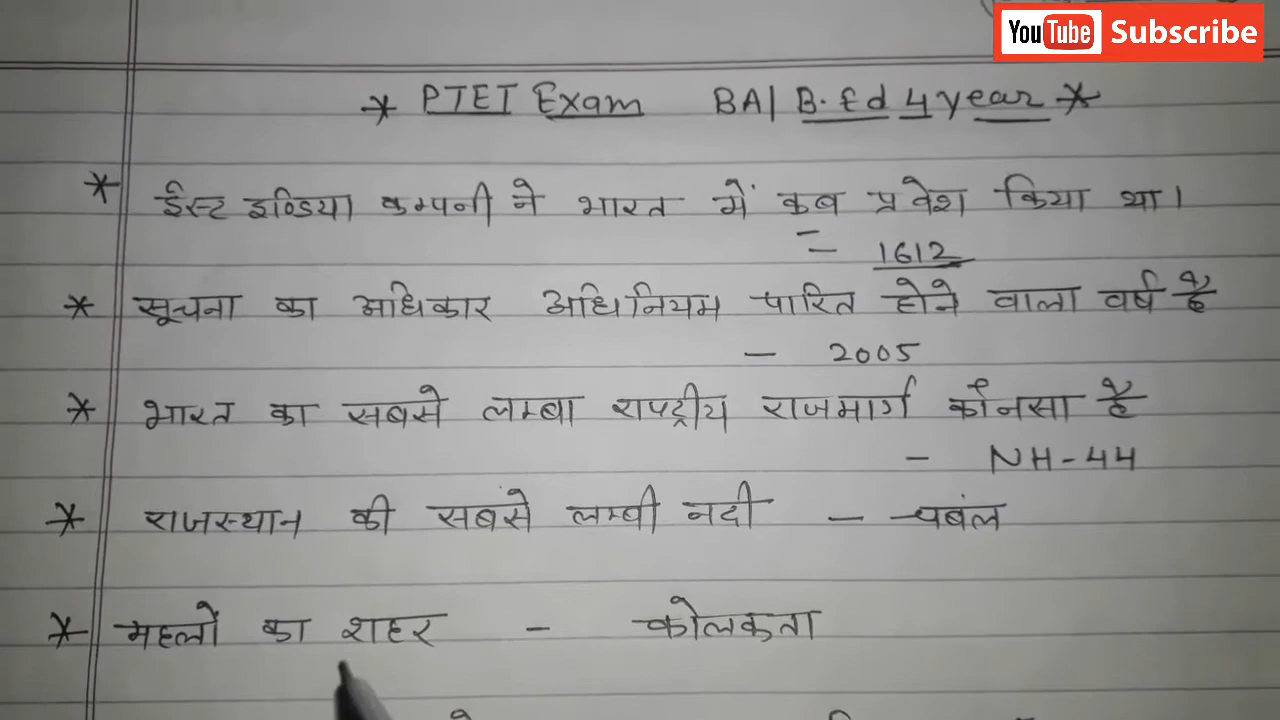 YouTube Subscribe
* PTET Exam BA/B.Ed 4 year *
* ईस्ट इण्डिया कम्पनी ने भारत में कब प्रवेश किया था।
= 1612
* सूचना का अधिकार अधिनियम पारित होने वाला वर्ष है
- 2005
* भारत का सबसे लम्बा राष्ट्रीय राजमार्ग कौनसा है
- NH-44
* राजस्थान की सबसे लम्बी नदी - चबंल
* महलों का शहर - कोलकता